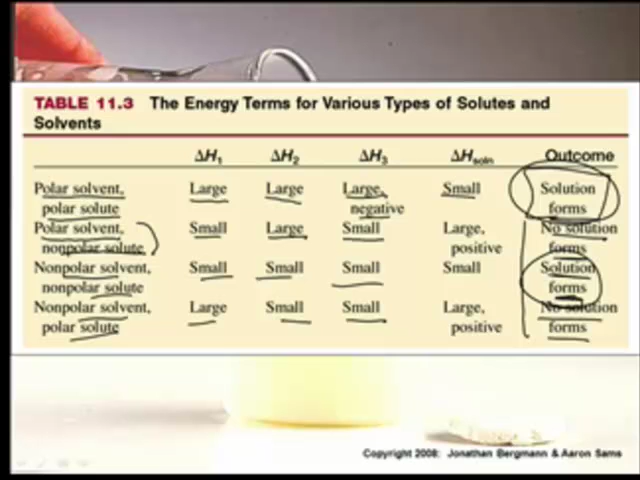 TABLE 11.3 The Energy Terms for Various Types of Solutes and
Solvents
ΔH₁ ΔH₂ ΔH₃ ΔHsoln Outcome
Polar solvent, Large Large Large, Small Solution
polar solute negative forms
Polar solvent, Small Large Small Large, No solution
nonpolar solute positive forms
Nonpolar solvent, Small Small Small Small Solution
nonpolar solute forms
Nonpolar solvent, Large Small Small Large, No solution
polar solute positive forms
Copyright 2008: Jonathan Bergmann & Aaron Sams